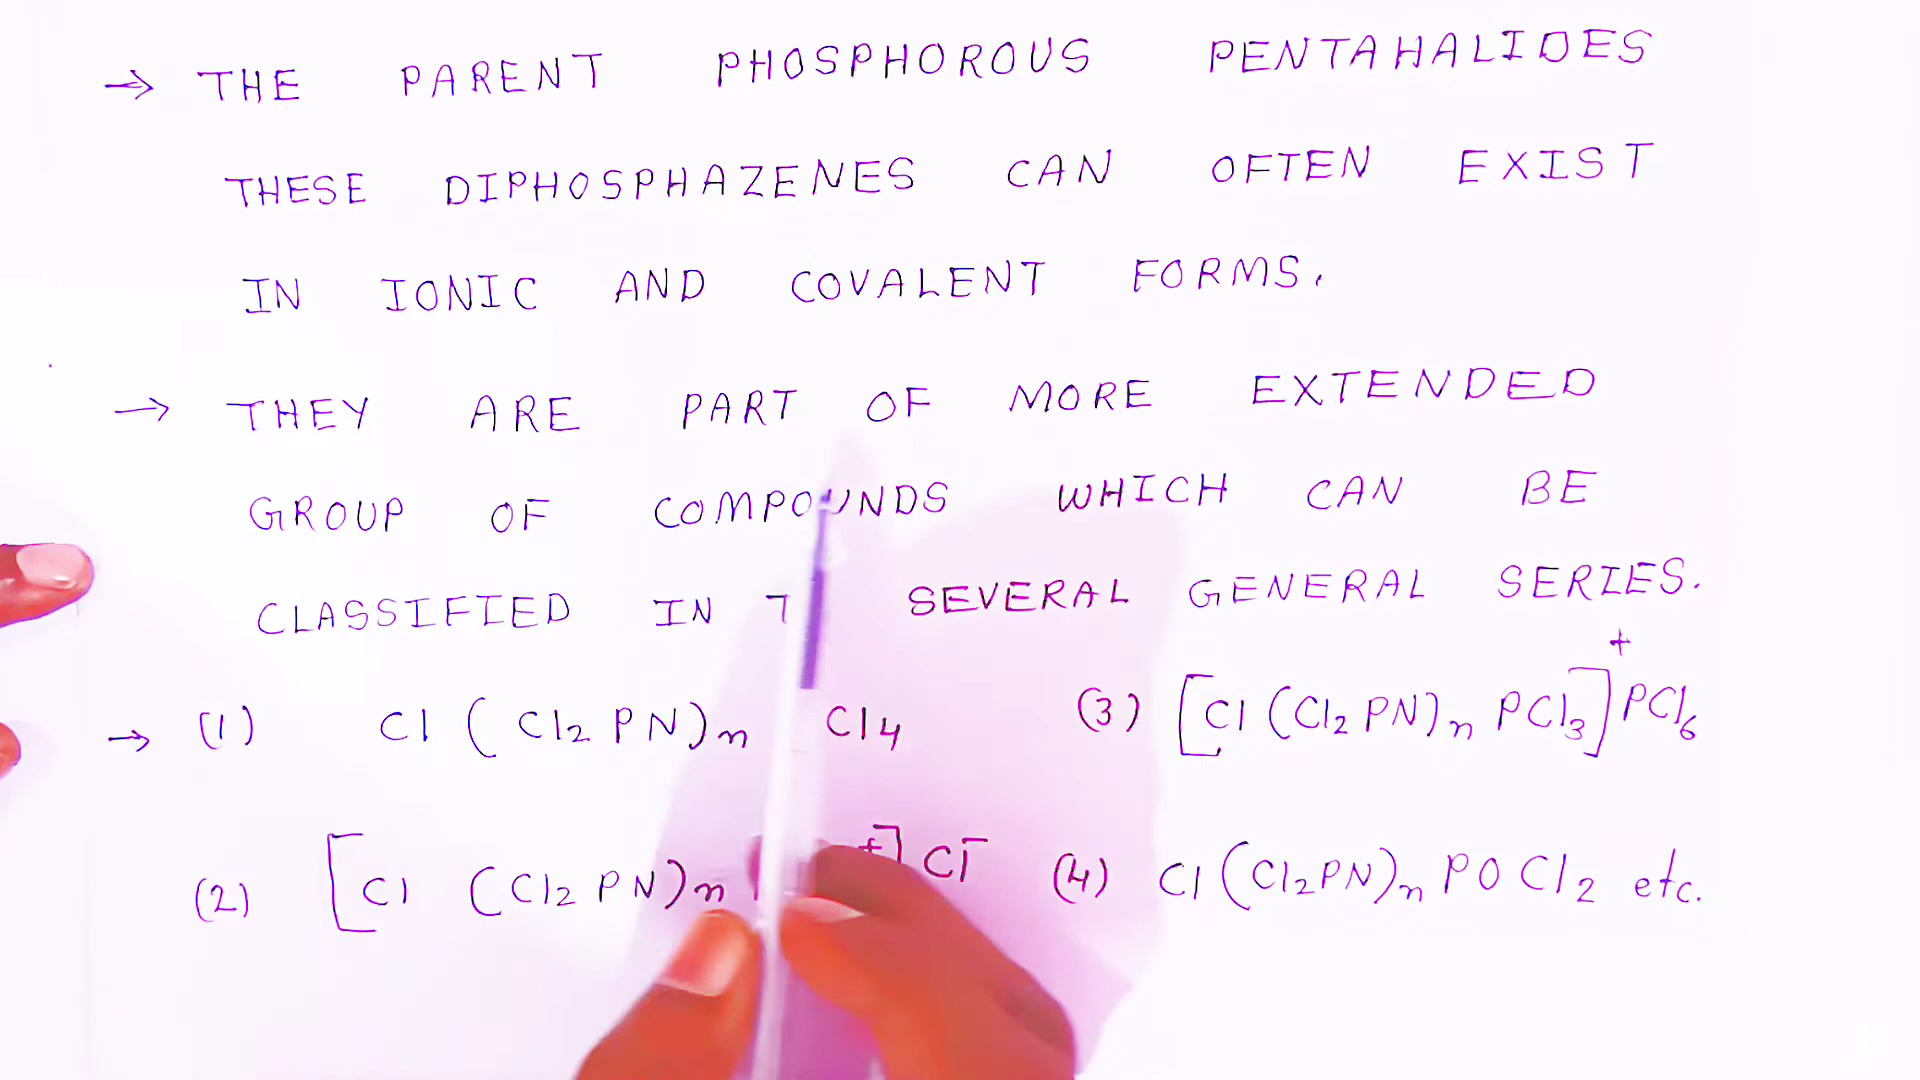 → THE PARENT PHOSPHOROUS PENTAHALIDES
THESE DIPHOSPHAZENES CAN OFTEN EXIST
IN IONIC AND COVALENT FORMS.
→ THEY ARE PART OF MORE EXTENDED
GROUP OF COMPOUNDS WHICH CAN BE
CLASSIFIED IN SEVERAL GENERAL SERIES.
→ (1) Cl (Cl₂ PN)ₙ Cl₄
(3) [Cl (Cl₂ PN)ₙ PCl₃]⁺ PCl₆
(2) [Cl (Cl₂ PN)ₙ ⁺] Cl⁻
(4) Cl (Cl₂PN)ₙ POCl₂ etc.